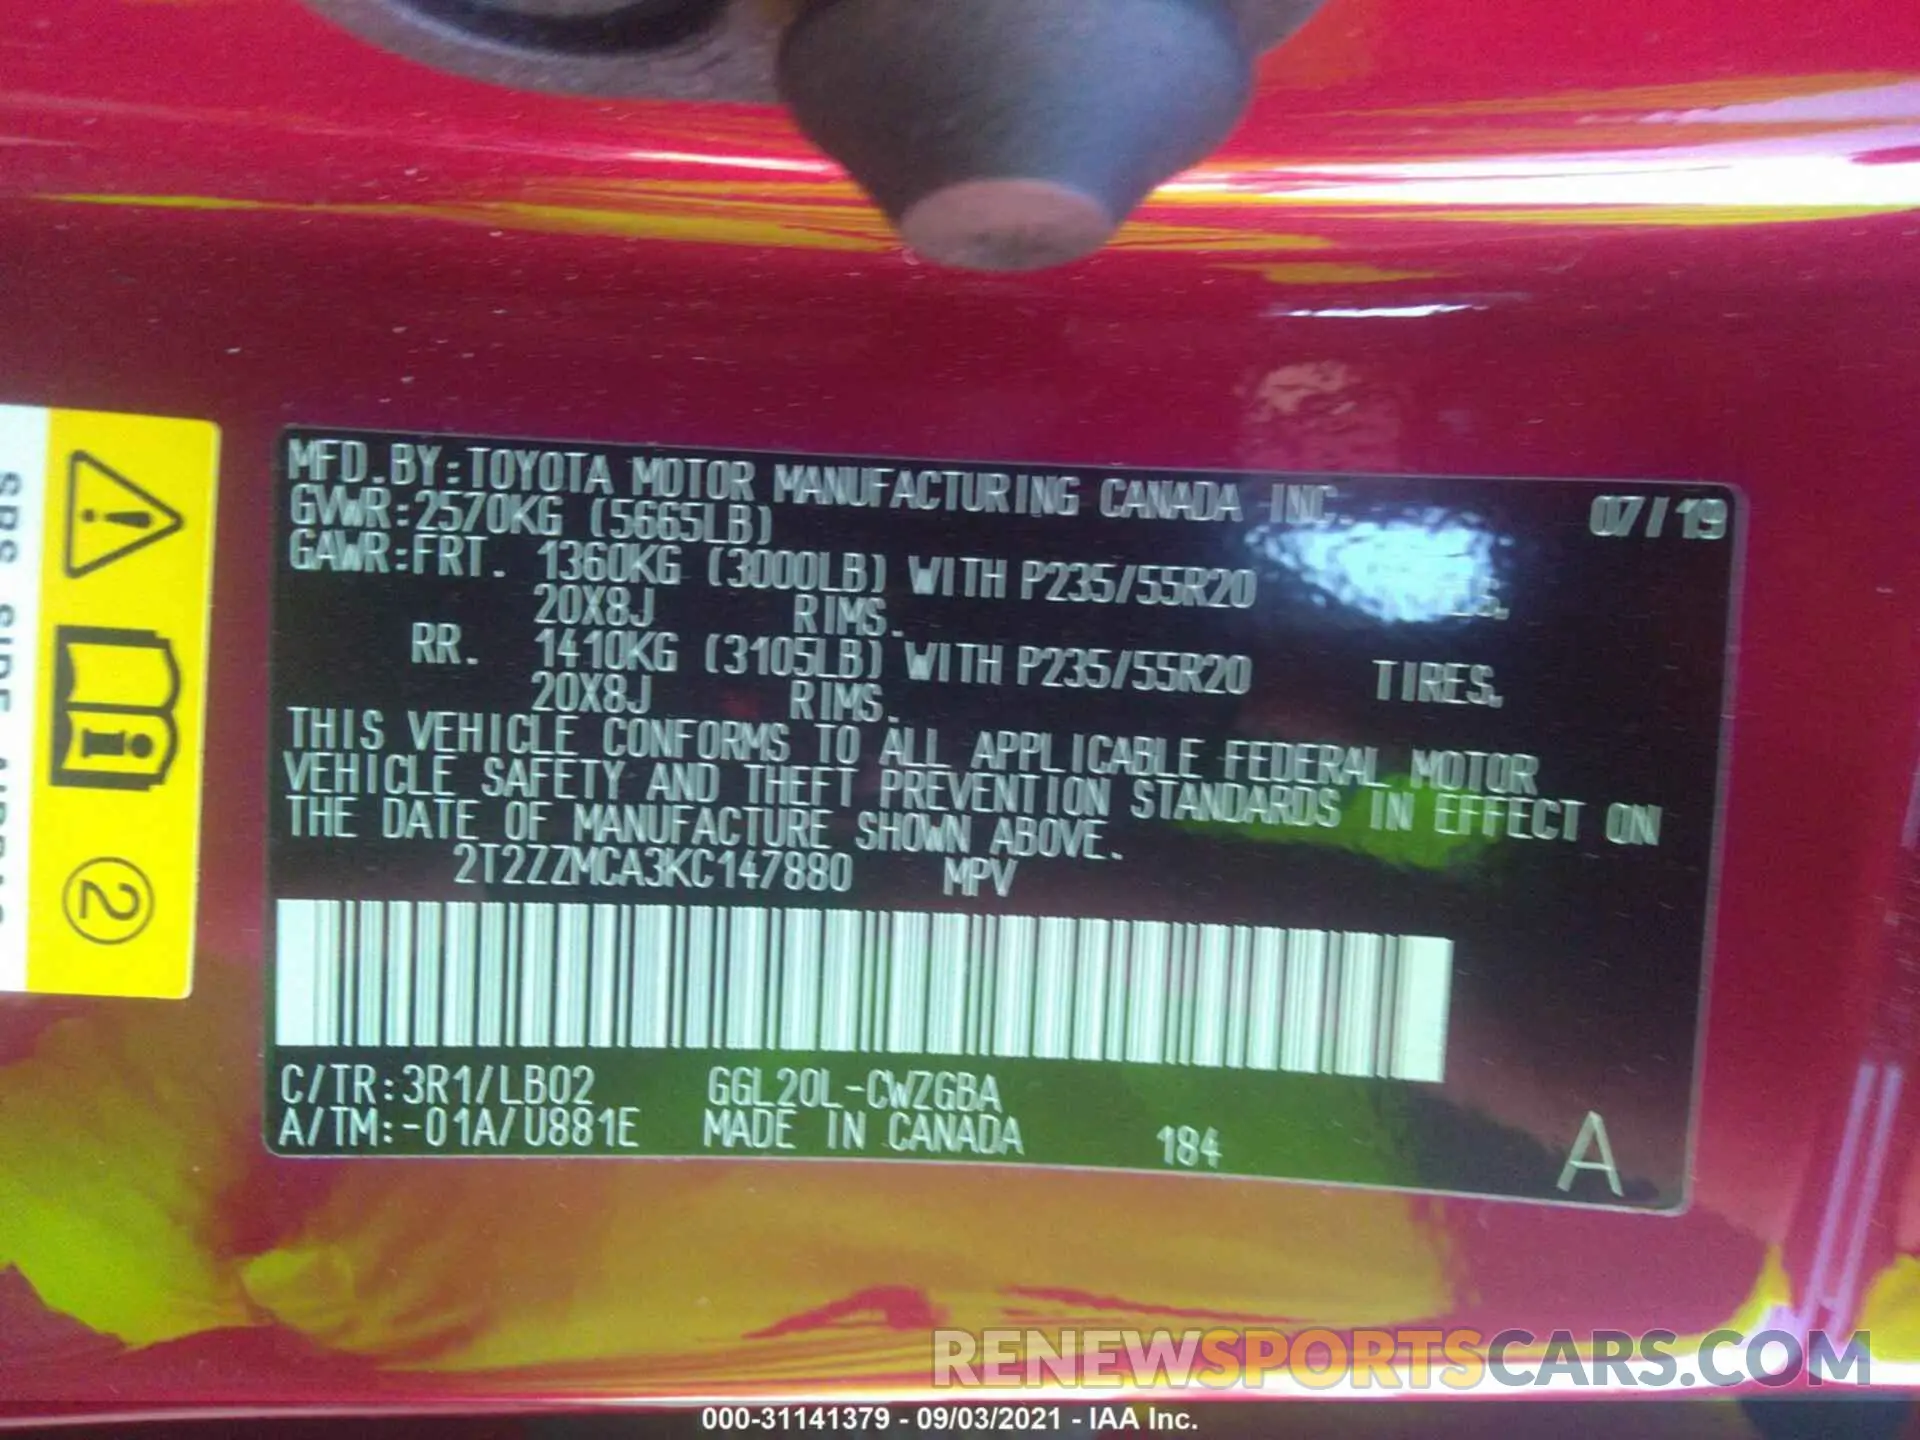 MFD.BY:TOYOTA MOTOR MANUFACTURING CANADA INC. 07/19
GVWR:2570KG (5665LB)
GAWR:FRT. 1360KG (3000LB) WITH P235/55R20
20X8J RIMS.
RR. 1410KG (3105LB) WITH P235/55R20 TIRES,
20X8J RIMS.
THIS VEHICLE CONFORMS TO ALL APPLICABLE FEDERAL MOTOR
VEHICLE SAFETY AND THEFT PREVENTION STANDARDS IN EFFECT ON
THE DATE OF MANUFACTURE SHOWN ABOVE.
2T2ZZMCA3KC147880 MPV
C/TR:3R1/LB02 GGL20L-CWZGBA
A/TM:-01A/U881E MADE IN CANADA 184 A
2
RENEWSPORTSCARS.COM
000-31141379 - 09/03/2021 - IAA Inc.